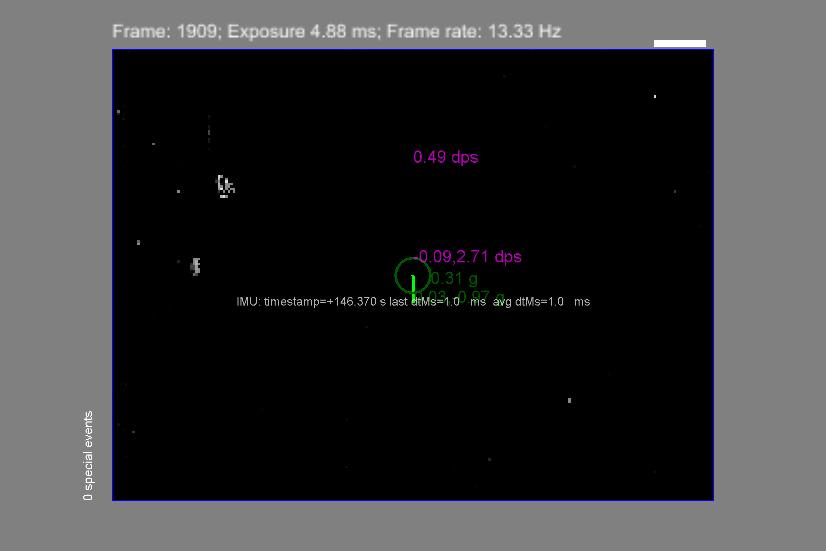 Frame: 1909; Exposure 4.88 ms; Frame rate: 13.33 Hz
0.49 dps
-0.09,2.71 dps
0.31 g
IMU: timestamp=+146.370 s last dtMs=1.0 ms avg dtMs=1.0 ms
0 special events